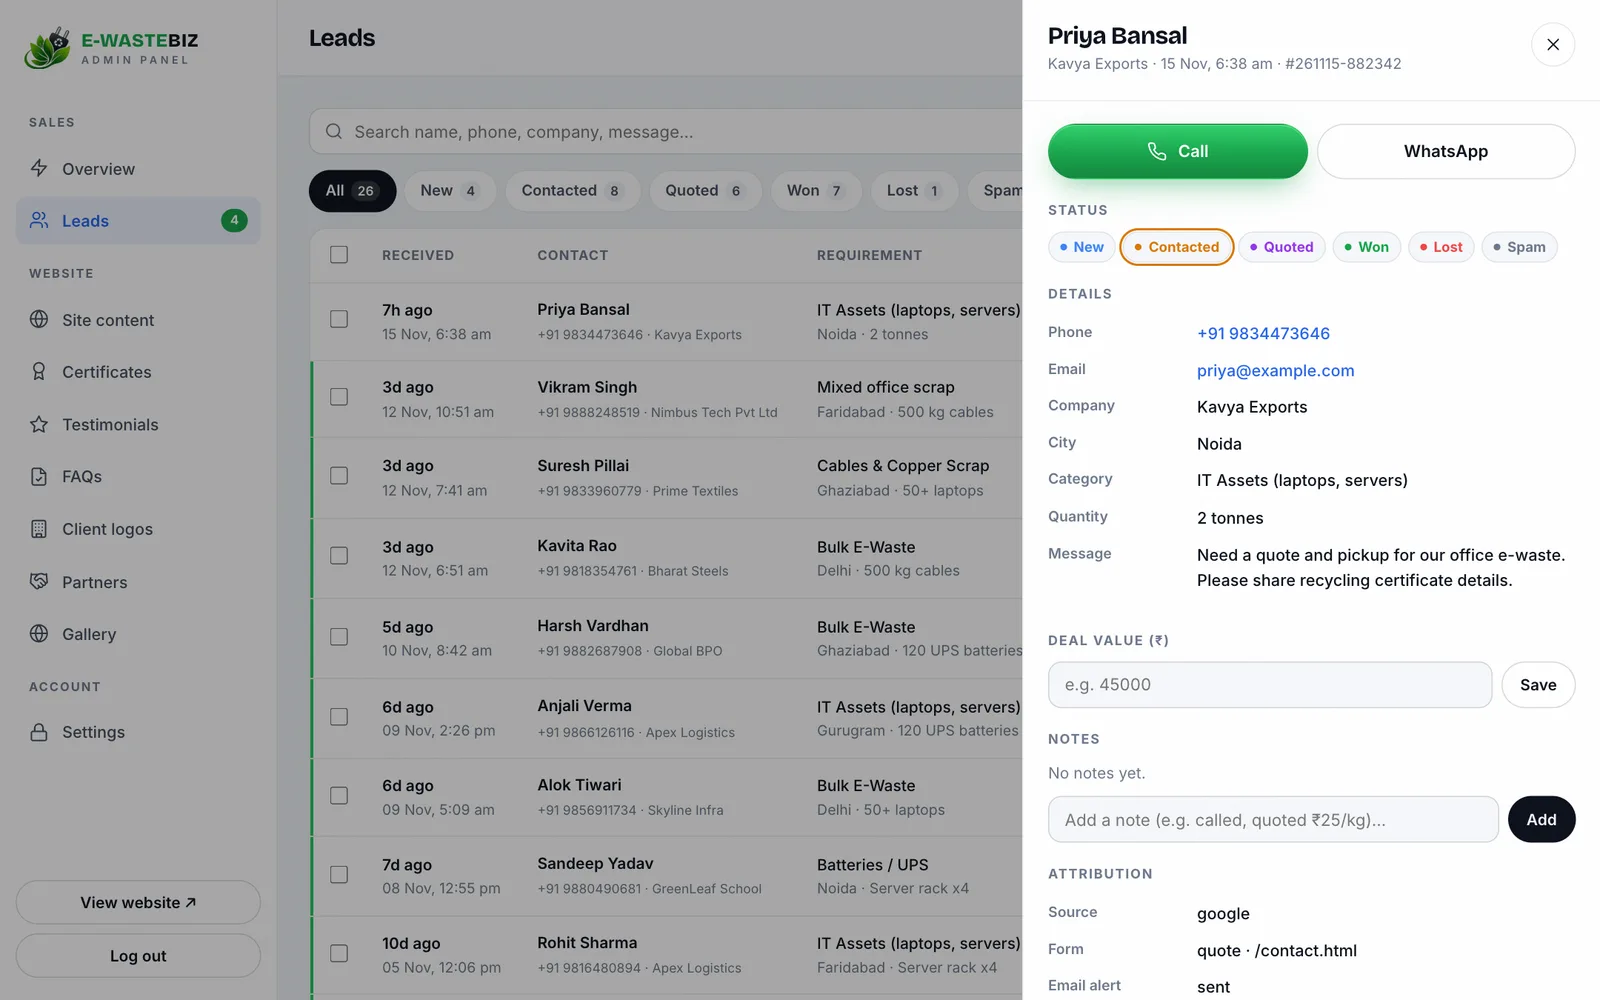 E-WASTEBIZ
ADMIN PANEL
SALES
Overview
Leads 4
WEBSITE
Site content
Certificates
Testimonials
FAQs
Client logos
Partners
Gallery
ACCOUNT
Settings
View website ↗
Log out
Leads
Search name, phone, company, message...
All 26 New 4 Contacted 8 Quoted 6 Won 7 Lost 1 Spam
RECEIVED CONTACT REQUIREMENT
7h ago Priya Bansal IT Assets (laptops, servers)
15 Nov, 6:38 am +91 9834473646 · Kavya Exports Noida · 2 tonnes
3d ago Vikram Singh Mixed office scrap
12 Nov, 10:51 am +91 9888248519 · Nimbus Tech Pvt Ltd Faridabad · 500 kg cables
3d ago Suresh Pillai Cables & Copper Scrap
12 Nov, 7:41 am +91 9833960779 · Prime Textiles Ghaziabad · 50+ laptops
3d ago Kavita Rao Bulk E-Waste
12 Nov, 6:51 am +91 9818354761 · Bharat Steels Delhi · 500 kg cables
5d ago Harsh Vardhan Bulk E-Waste
10 Nov, 8:42 am +91 9882687908 · Global BPO Ghaziabad · 120 UPS batteries
6d ago Anjali Verma IT Assets (laptops, servers)
09 Nov, 2:26 pm +91 9866126116 · Apex Logistics Gurugram · 120 UPS batteries
6d ago Alok Tiwari Bulk E-Waste
09 Nov, 5:09 am +91 9856911734 · Skyline Infra Delhi · 50+ laptops
7d ago Sandeep Yadav Batteries / UPS
08 Nov, 12:55 pm +91 9880490681 · GreenLeaf School Noida · Server rack x4
10d ago Rohit Sharma IT Assets (laptops, servers)
05 Nov, 12:06 pm +91 9816480894 · Apex Logistics Faridabad · Server rack x4
Priya Bansal
Kavya Exports · 15 Nov, 6:38 am · #261115-882342
Call WhatsApp
STATUS
New Contacted Quoted Won Lost Spam
DETAILS
Phone +91 9834473646
Email priya@example.com
Company Kavya Exports
City Noida
Category IT Assets (laptops, servers)
Quantity 2 tonnes
Message Need a quote and pickup for our office e-waste.
Please share recycling certificate details.
DEAL VALUE (₹)
e.g. 45000 Save
NOTES
No notes yet.
Add a note (e.g. called, quoted ₹25/kg)... Add
ATTRIBUTION
Source google
Form quote · /contact.html
Email alert sent